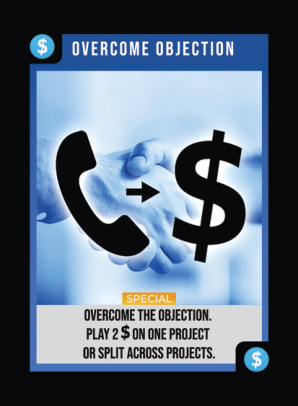 $
OVERCOME OBJECTION
$
SPECIAL
OVERCOME THE OBJECTION.
PLAY 2 $ ON ONE PROJECT
OR SPLIT ACROSS PROJECTS.
$